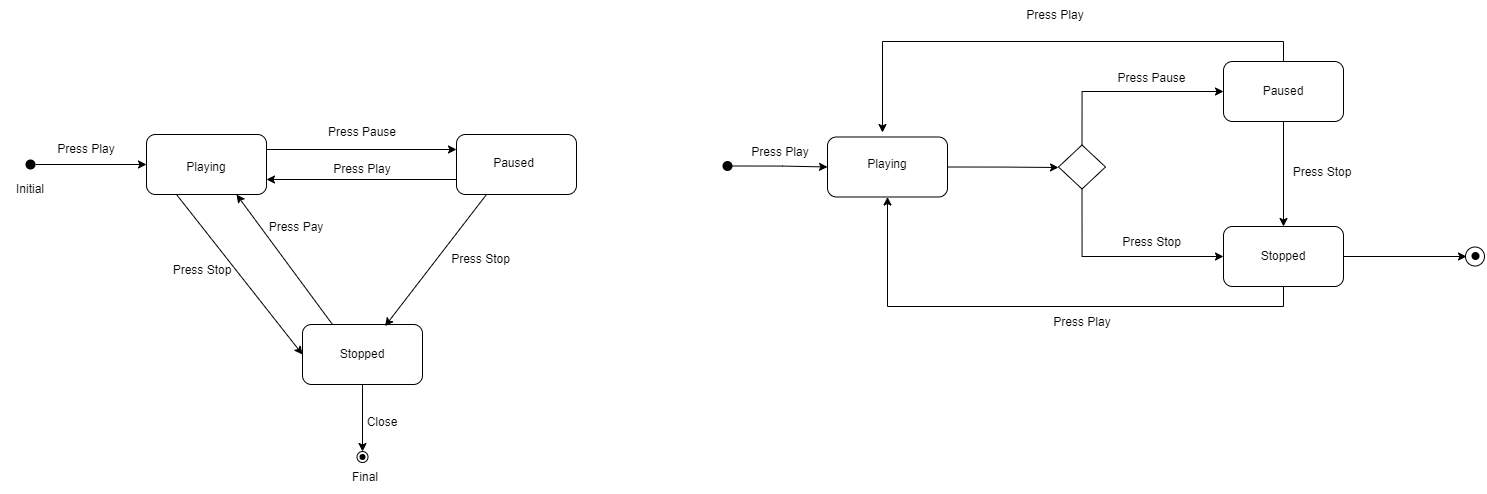 Press Play
Initial
Playing
Press Pause
Press Play
Paused
Press Pay
Press Stop
Press Stop
Stopped
Close
Final
Press Play
Press Play
Playing
Press Pause
Paused
Press Stop
Press Stop
Stopped
Press Play